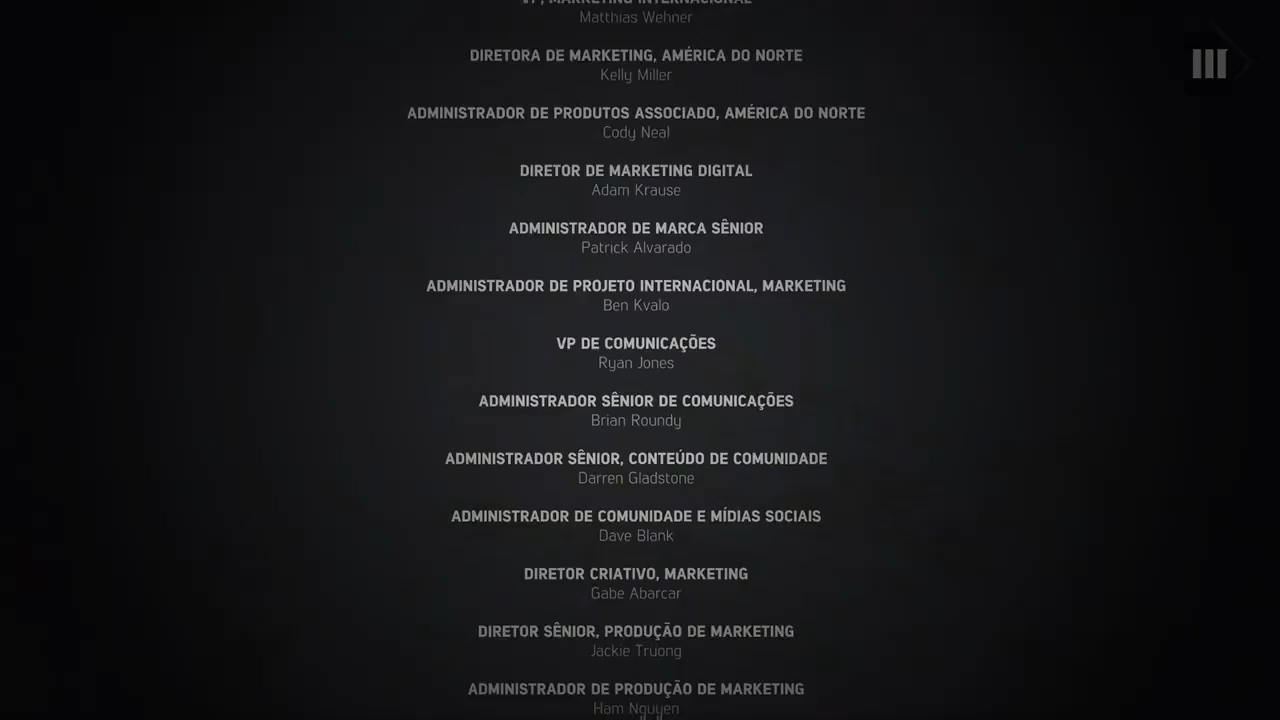 VP, MARKETING INTERNACIONAL
Matthias Wehner
DIRETORA DE MARKETING, AMÉRICA DO NORTE
Kelly Miller
ADMINISTRADOR DE PRODUTOS ASSOCIADO, AMÉRICA DO NORTE
Cody Neal
DIRETOR DE MARKETING DIGITAL
Adam Krause
ADMINISTRADOR DE MARCA SÊNIOR
Patrick Alvarado
ADMINISTRADOR DE PROJETO INTERNACIONAL, MARKETING
Ben Kvalo
VP DE COMUNICAÇÕES
Ryan Jones
ADMINISTRADOR SÊNIOR DE COMUNICAÇÕES
Brian Roundy
ADMINISTRADOR SÊNIOR, CONTEÚDO DE COMUNIDADE
Darren Gladstone
ADMINISTRADOR DE COMUNIDADE E MÍDIAS SOCIAIS
Dave Blank
DIRETOR CRIATIVO, MARKETING
Gabe Abarcar
DIRETOR SÊNIOR, PRODUÇÃO DE MARKETING
Jackie Truong
ADMINISTRADOR DE PRODUÇÃO DE MARKETING
Ham Nguyen